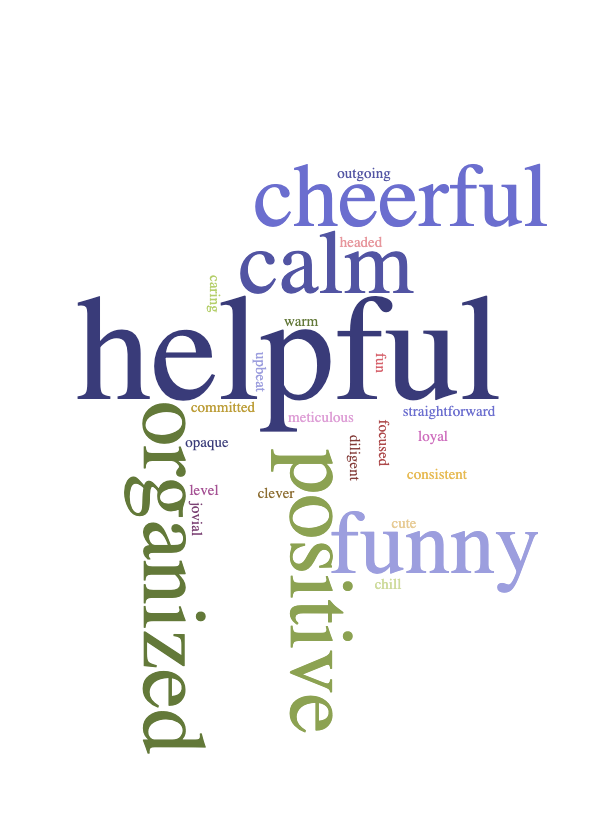 outgoing
cheerful
headed
calm
caring
helpful
warm
upbeat
fun
committed
meticulous
straightforward
organized
opaque
diligent
focused
loyal
positive
consistent
level
clever
jovial
cute
funny
chill